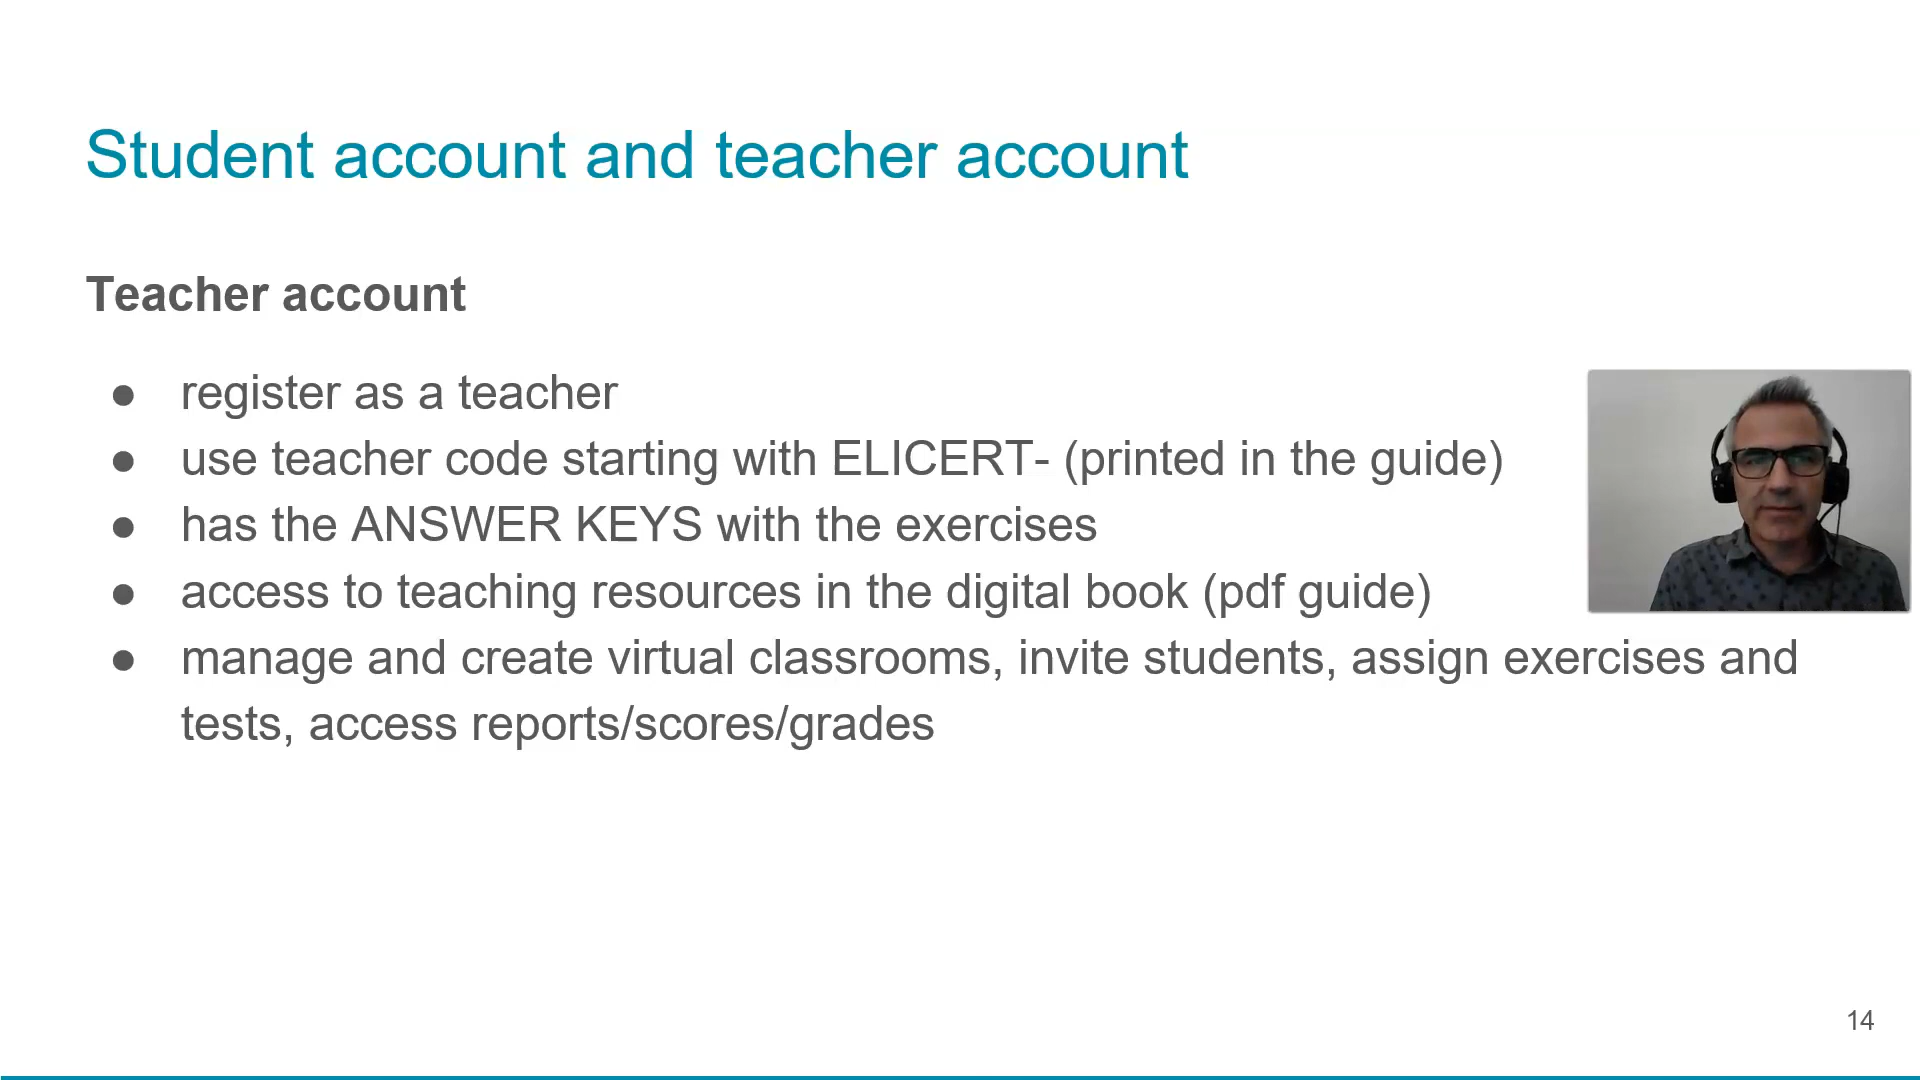 Student account and teacher account
Teacher account
● register as a teacher
● use teacher code starting with ELICERT- (printed in the guide)
● has the ANSWER KEYS with the exercises
● access to teaching resources in the digital book (pdf guide)
● manage and create virtual classrooms, invite students, assign exercises and
tests, access reports/scores/grades
14